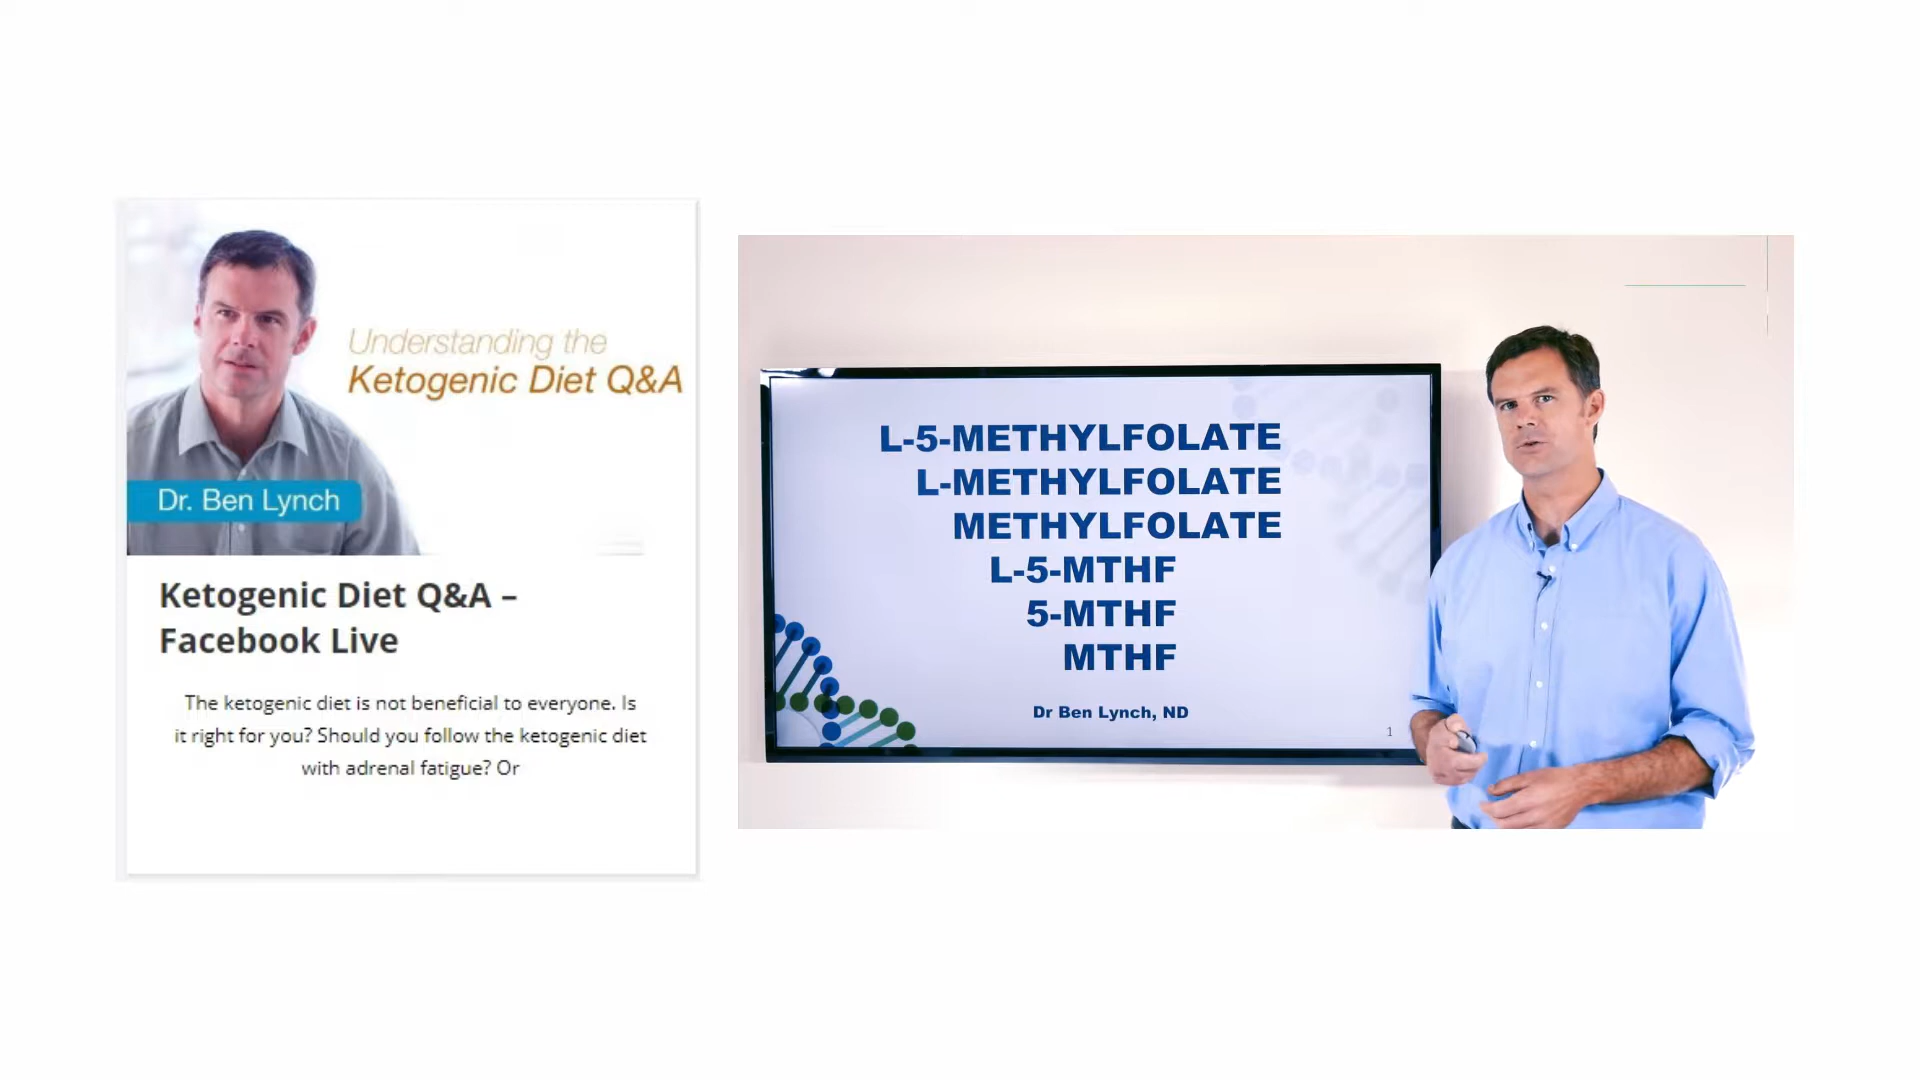 Understanding the
Ketogenic Diet Q&A
Dr. Ben Lynch
Ketogenic Diet Q&A –
Facebook Live
The ketogenic diet is not beneficial to everyone. Is
it right for you? Should you follow the ketogenic diet
with adrenal fatigue? Or
L-5-METHYLFOLATE
L-METHYLFOLATE
METHYLFOLATE
L-5-MTHF
5-MTHF
MTHF
Dr Ben Lynch, ND
1